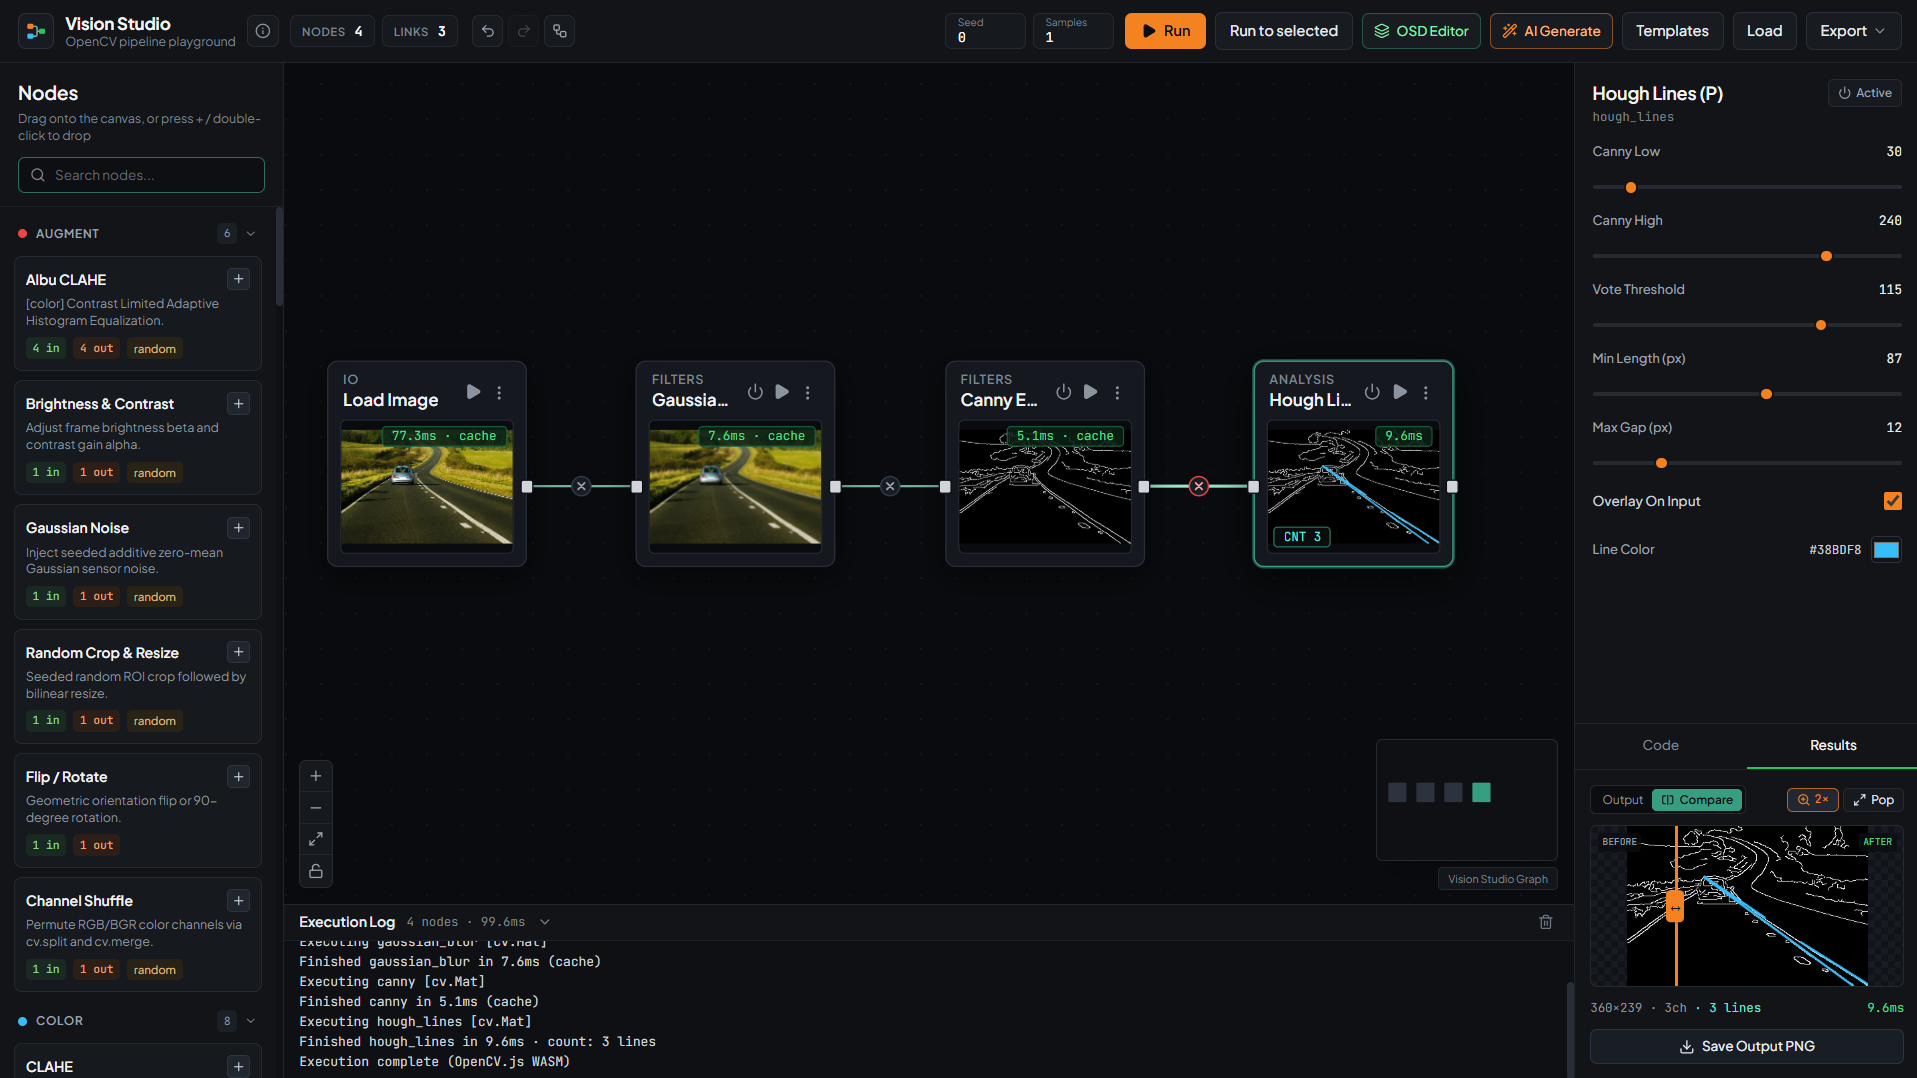 Vision Studio
OpenCV pipeline playground
NODES 4
LINKS 3
Seed
0
Samples
1
Run
Run to selected
OSD Editor
AI Generate
Templates
Load
Export
Nodes
Drag onto the canvas, or press + / double-
click to drop
Search nodes...
AUGMENT
6
Albu CLAHE
[color] Contrast Limited Adaptive
Histogram Equalization.
4 in
4 out
random
Brightness & Contrast
Adjust frame brightness beta and
contrast gain alpha.
1 in
1 out
random
Gaussian Noise
Inject seeded additive zero-mean
Gaussian sensor noise.
1 in
1 out
random
Random Crop & Resize
Seeded random ROI crop followed by
bilinear resize.
1 in
1 out
random
Flip / Rotate
Geometric orientation flip or 90-
degree rotation.
1 in
1 out
Channel Shuffle
Permute RGB/BGR color channels via
cv.split and cv.merge.
1 in
1 out
random
COLOR
8
CLAHE
IO
Load Image
77.3ms · cache
FILTERS
Gaussia...
7.6ms · cache
FILTERS
Canny E...
5.1ms · cache
ANALYSIS
Hough Li...
9.6ms
CNT 3
Vision Studio Graph
Execution Log
4 nodes · 99.6ms
Executing gaussian_blur [cv.Mat]
Finished gaussian_blur in 7.6ms (cache)
Executing canny [cv.Mat]
Finished canny in 5.1ms (cache)
Executing hough_lines [cv.Mat]
Finished hough_lines in 9.6ms · count: 3 lines
Execution complete (OpenCV.js WASM)
Hough Lines (P)
Active
hough_lines
Canny Low
30
Canny High
240
Vote Threshold
115
Min Length (px)
87
Max Gap (px)
12
Overlay On Input
Line Color
#38BDF8
Code
Results
Output
Compare
2×
Pop
BEFORE
AFTER
360×239 · 3ch · 3 lines
9.6ms
Save Output PNG